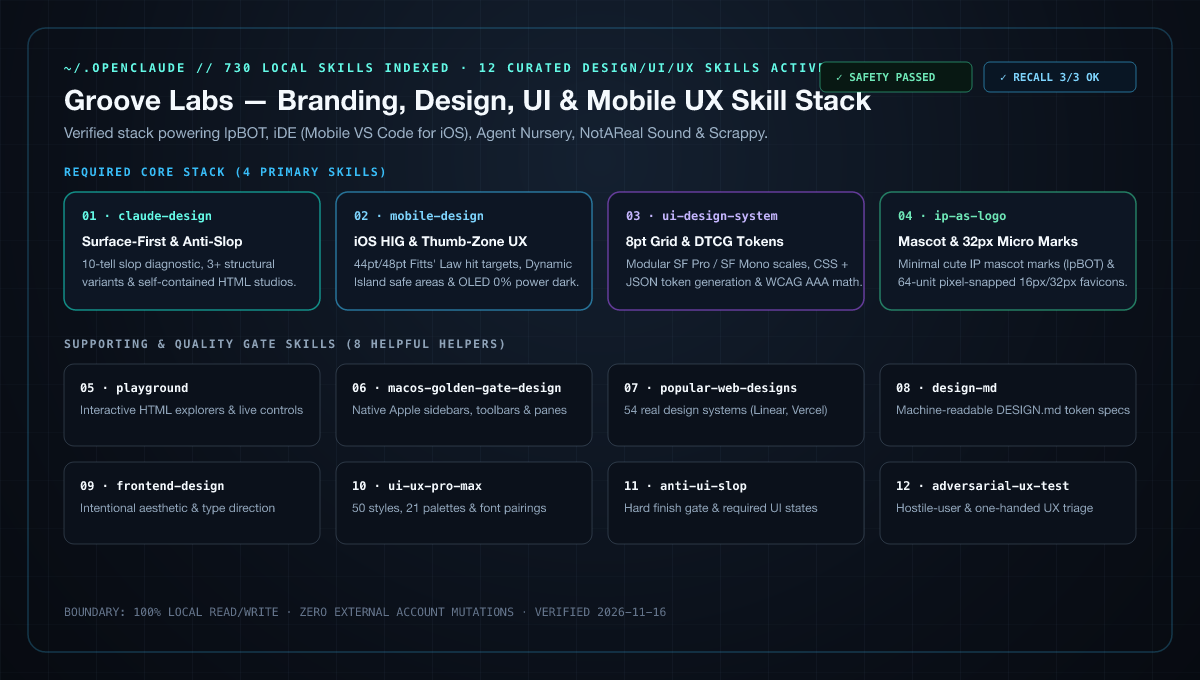 ~/.OPENCLAUDE // 730 LOCAL SKILLS INDEXED · 12 CURATED DESIGN/UI/UX SKILLS ACTIVE
✓ SAFETY PASSED
✓ RECALL 3/3 OK
Groove Labs — Branding, Design, UI & Mobile UX Skill Stack
Verified stack powering lpBOT, iDE (Mobile VS Code for iOS), Agent Nursery, NotAReal Sound & Scrappy.
REQUIRED CORE STACK (4 PRIMARY SKILLS)
01 · claude-design
Surface-First & Anti-Slop
10-tell slop diagnostic, 3+ structural
variants & self-contained HTML studios.
02 · mobile-design
iOS HIG & Thumb-Zone UX
44pt/48pt Fitts' Law hit targets, Dynamic
Island safe areas & OLED 0% power dark.
03 · ui-design-system
8pt Grid & DTCG Tokens
Modular SF Pro / SF Mono scales, CSS +
JSON token generation & WCAG AAA math.
04 · ip-as-logo
Mascot & 32px Micro Marks
Minimal cute IP mascot marks (lpBOT) &
64-unit pixel-snapped 16px/32px favicons.
SUPPORTING & QUALITY GATE SKILLS (8 HELPFUL HELPERS)
05 · playground
Interactive HTML explorers & live controls
06 · macos-golden-gate-design
Native Apple sidebars, toolbars & panes
07 · popular-web-designs
54 real design systems (Linear, Vercel)
08 · design-md
Machine-readable DESIGN.md token specs
09 · frontend-design
Intentional aesthetic & type direction
10 · ui-ux-pro-max
50 styles, 21 palettes & font pairings
11 · anti-ui-slop
Hard finish gate & required UI states
12 · adversarial-ux-test
Hostile-user & one-handed UX triage
BOUNDARY: 100% LOCAL READ/WRITE · ZERO EXTERNAL ACCOUNT MUTATIONS · VERIFIED 2026-11-16